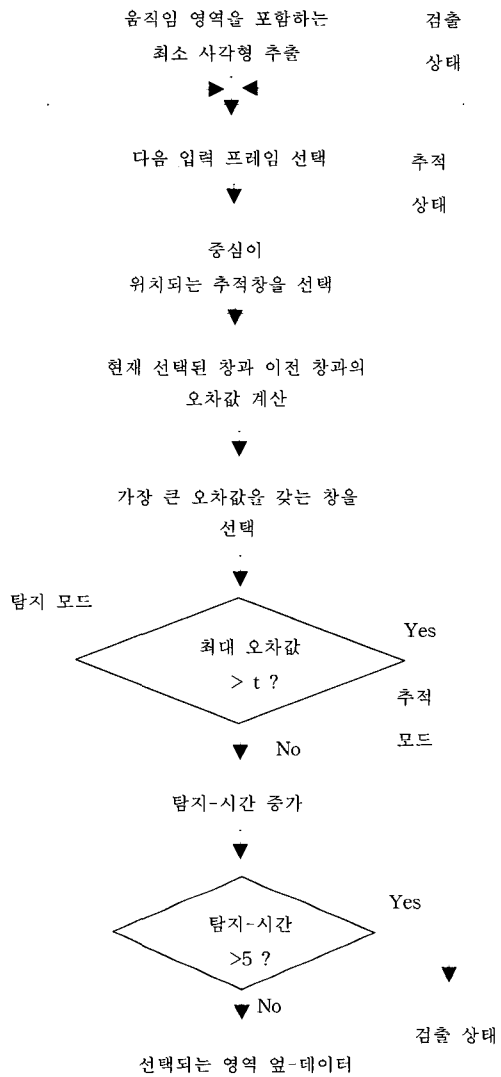 움직임 영역을 포함하는 검출
최소 사각형 추출 상태
다음 입력 프레임 선택 추적
상태
중심이
위치되는 추적창을 선택
현재 선택된 창과 이전 창과의
오차값 계산
가장 큰 오차값을 갖는 창을
선택
탐지 모드
최대 오차값 Yes
> t ?
추적
모드
No
탐지-시간 증가
탐지-시간 Yes
>5 ?
No
검출 상태
선택되는 영역 엎-데이터